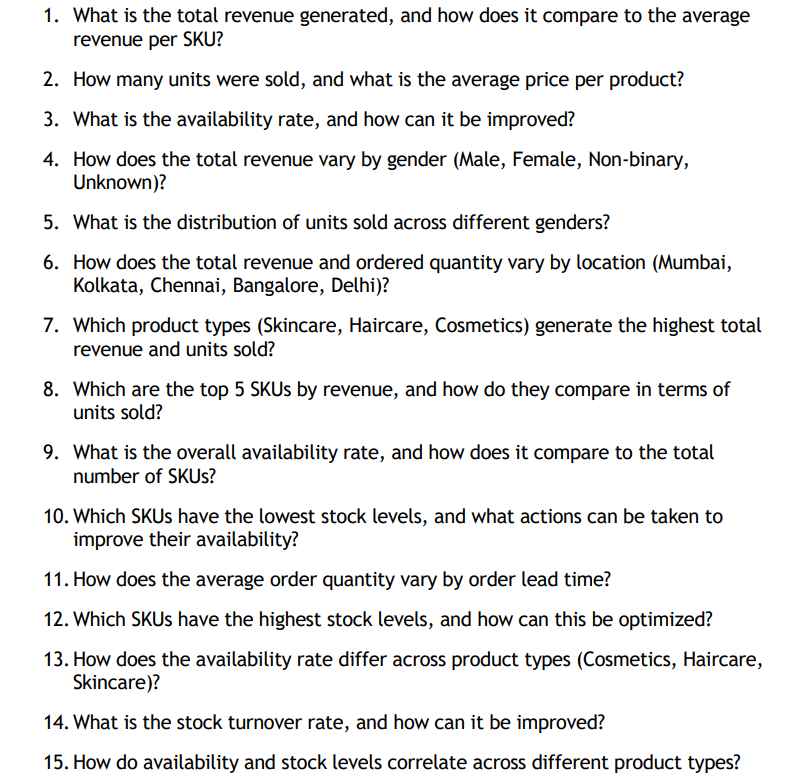 1. What is the total revenue generated, and how does it compare to the average
revenue per SKU?
2. How many units were sold, and what is the average price per product?
3. What is the availability rate, and how can it be improved?
4. How does the total revenue vary by gender (Male, Female, Non-binary,
Unknown)?
5. What is the distribution of units sold across different genders?
6. How does the total revenue and ordered quantity vary by location (Mumbai,
Kolkata, Chennai, Bangalore, Delhi)?
7. Which product types (Skincare, Haircare, Cosmetics) generate the highest total
revenue and units sold?
8. Which are the top 5 SKUs by revenue, and how do they compare in terms of
units sold?
9. What is the overall availability rate, and how does it compare to the total
number of SKUs?
10. Which SKUs have the lowest stock levels, and what actions can be taken to
improve their availability?
11. How does the average order quantity vary by order lead time?
12. Which SKUs have the highest stock levels, and how can this be optimized?
13. How does the availability rate differ across product types (Cosmetics, Haircare,
Skincare)?
14. What is the stock turnover rate, and how can it be improved?
15. How do availability and stock levels correlate across different product types?